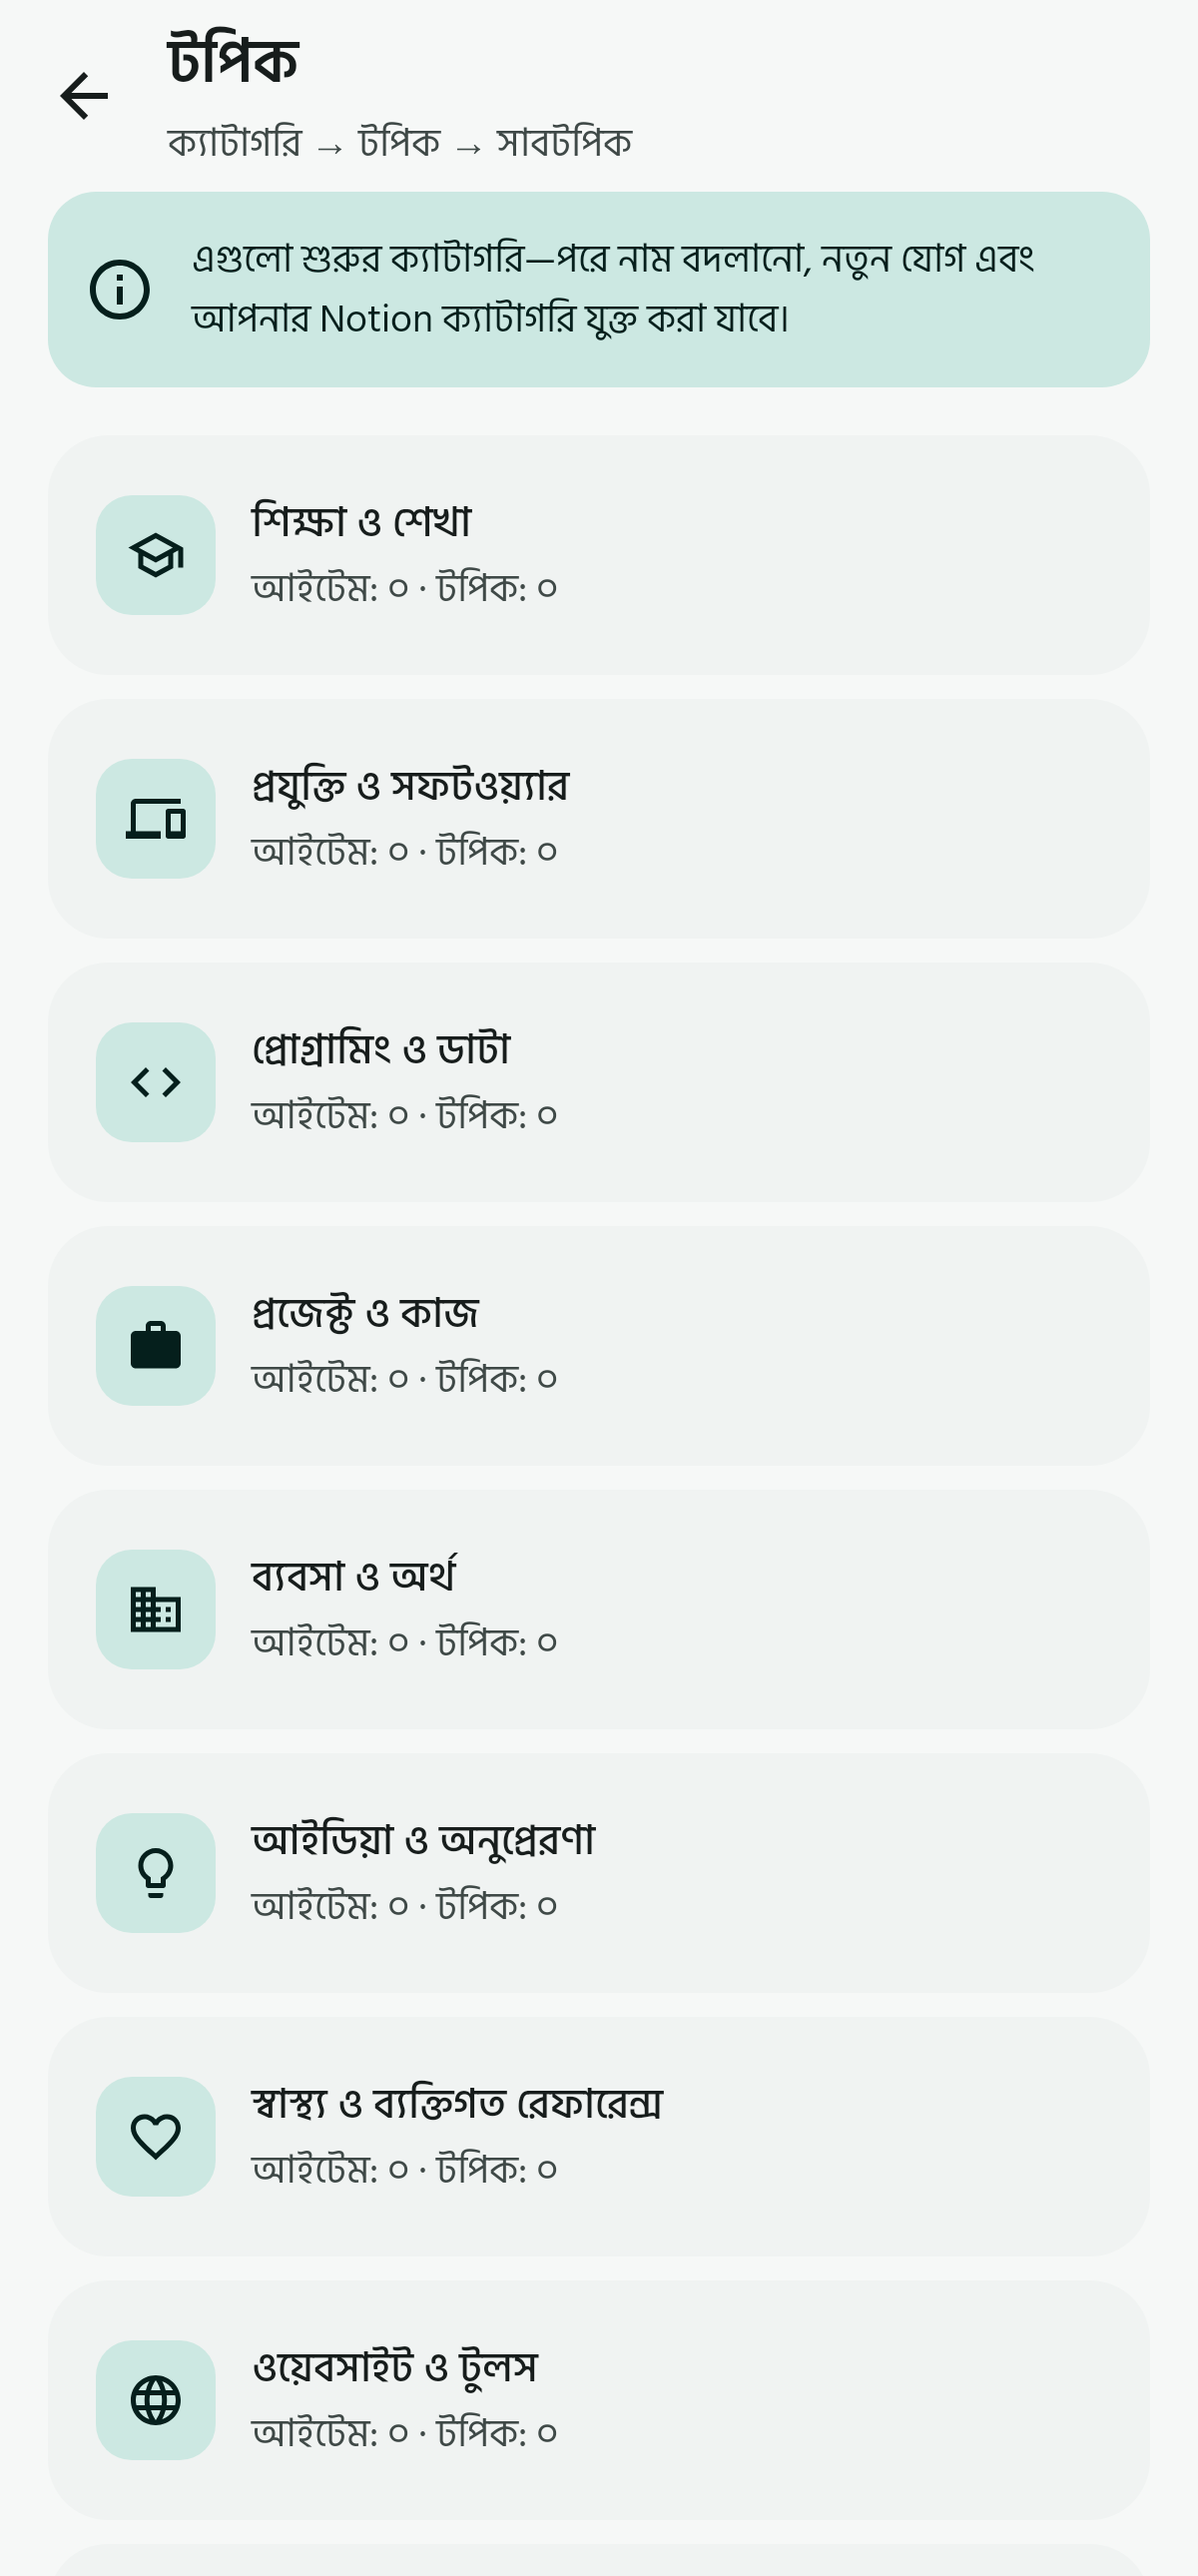 টপিক
ক্যাটাগরি → টপিক → সাবটপিক
এগুলো শুরুর ক্যাটাগরি—পরে নাম বদলানো, নতুন যোগ এবং
আপনার Notion ক্যাটাগরি যুক্ত করা যাবে।
শিক্ষা ও শেখা
আইটেম: ০ · টপিক: ০
প্রযুক্তি ও সফটওয়্যার
আইটেম: ০ · টপিক: ০
প্রোগ্রামিং ও ডাটা
আইটেম: ০ · টপিক: ০
প্রজেক্ট ও কাজ
আইটেম: ০ · টপিক: ০
ব্যবসা ও অর্থ
আইটেম: ০ · টপিক: ০
আইডিয়া ও অনুপ্রেরণা
আইটেম: ০ · টপিক: ০
স্বাস্থ্য ও ব্যক্তিগত রেফারেন্স
আইটেম: ০ · টপিক: ০
ওয়েবসাইট ও টুলস
আইটেম: ০ · টপিক: ০